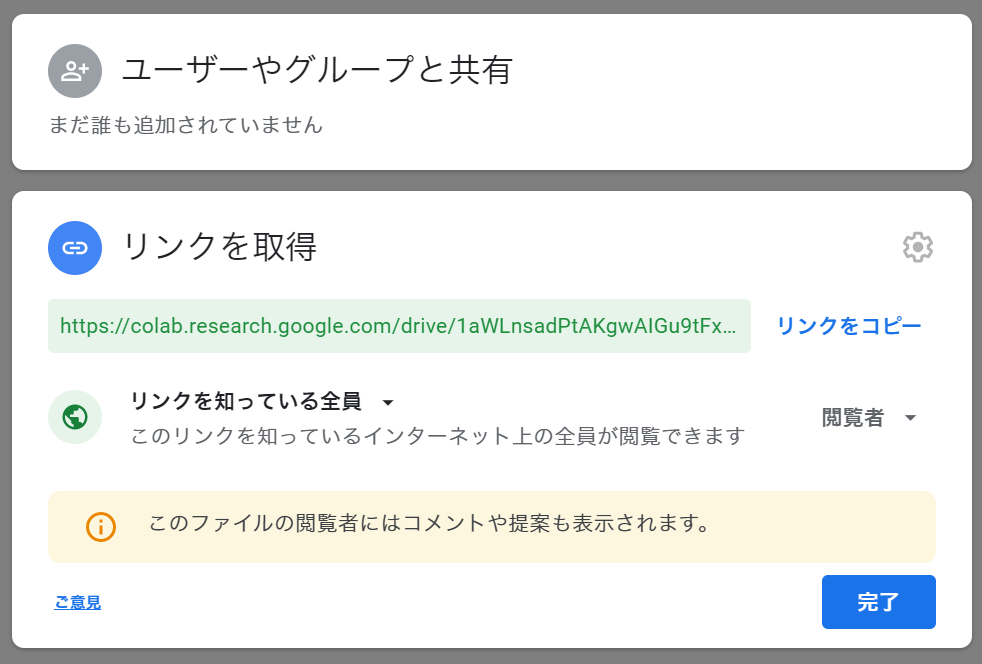 ユーザーやグループと共有
まだ誰も追加されていません
リンクを取得
https://colab.research.google.com/drive/1aWLnsadPtAKgwAIGu9tFx...
リンクをコピー
リンクを知っている全員
このリンクを知っているインターネット上の全員が閲覧できます
閲覧者
このファイルの閲覧者にはコメントや提案も表示されます。
ご意見
完了